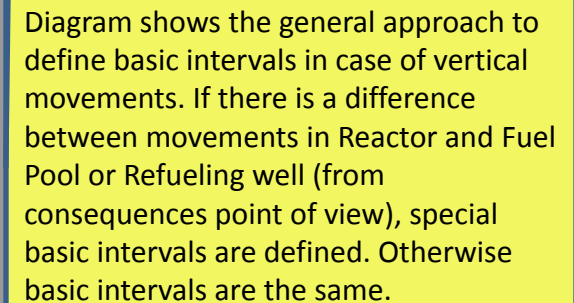 Diagram shows the general approach to
define basic intervals in case of vertical
movements. If there is a difference
between movements in Reactor and Fuel
Pool or Refueling well (from
consequences point of view), special
basic intervals are defined. Otherwise
basic intervals are the same.